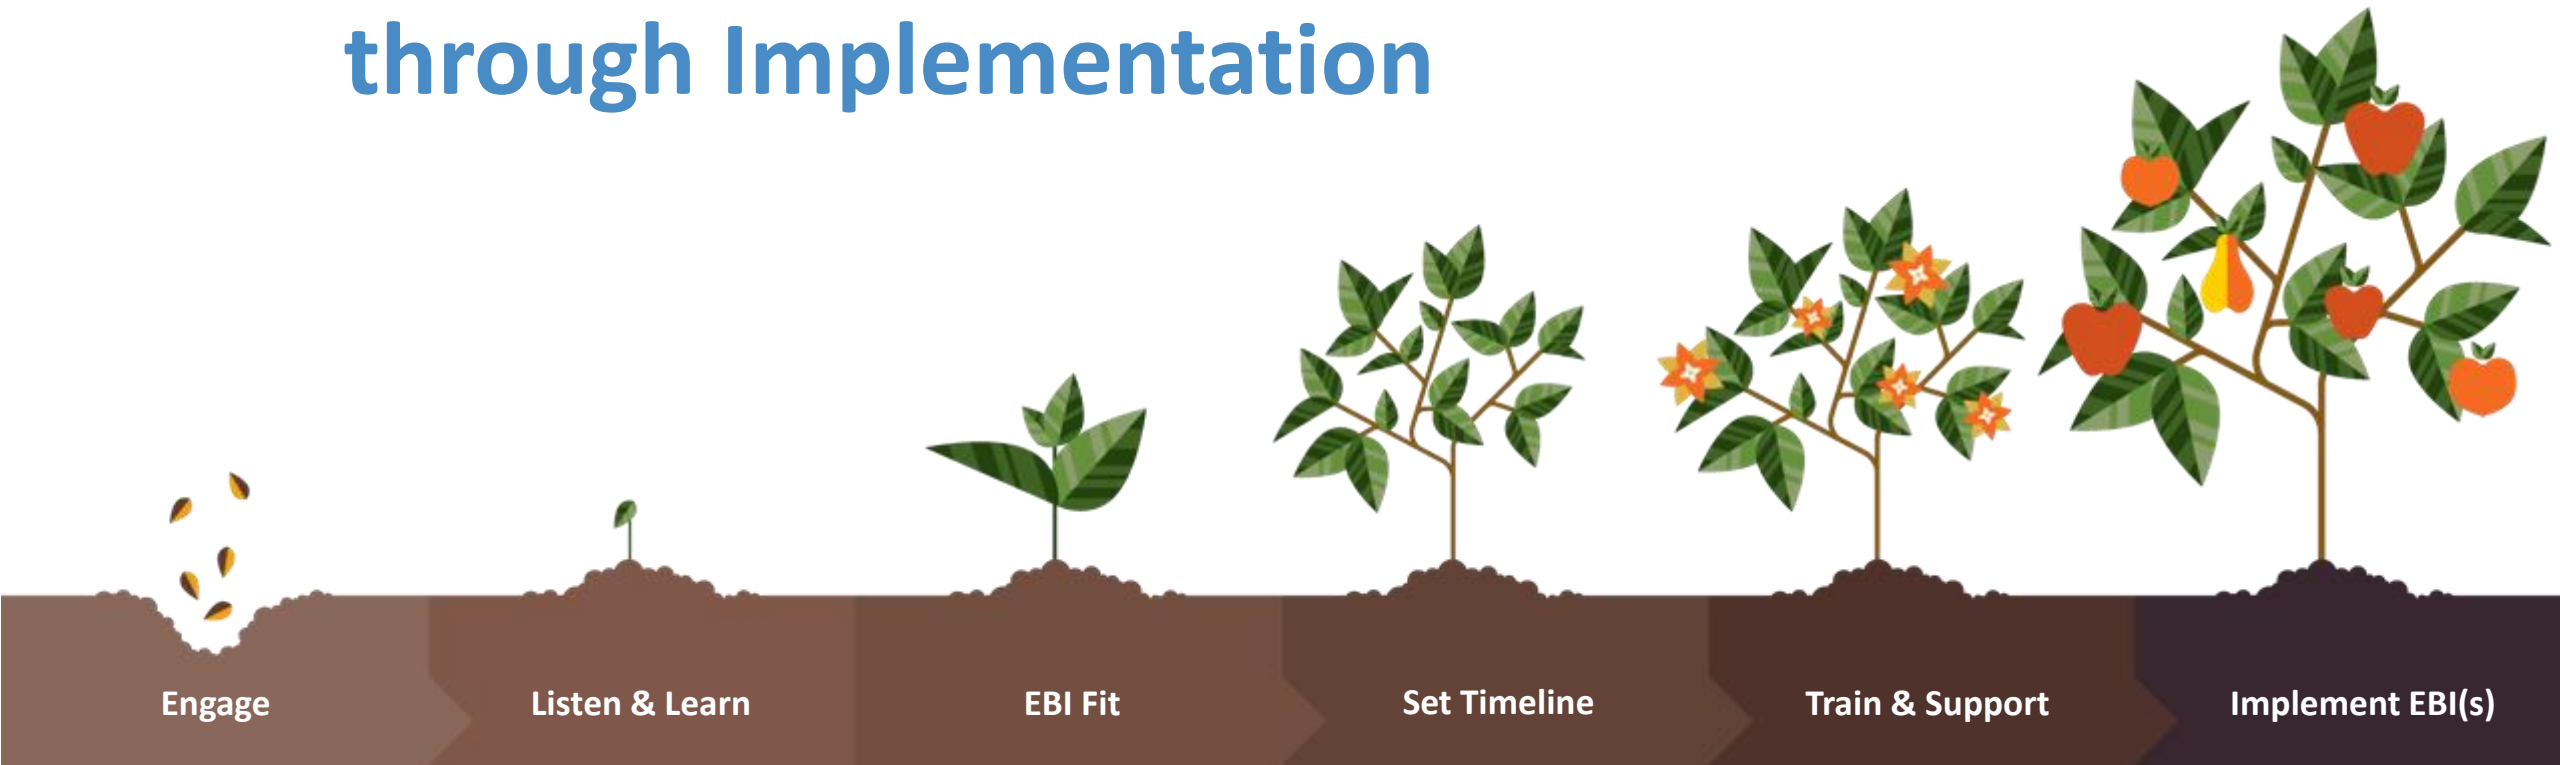 through Implementation
Engage
Listen & Learn
EBI Fit
Set Timeline
Train & Support
Implement EBI(s)